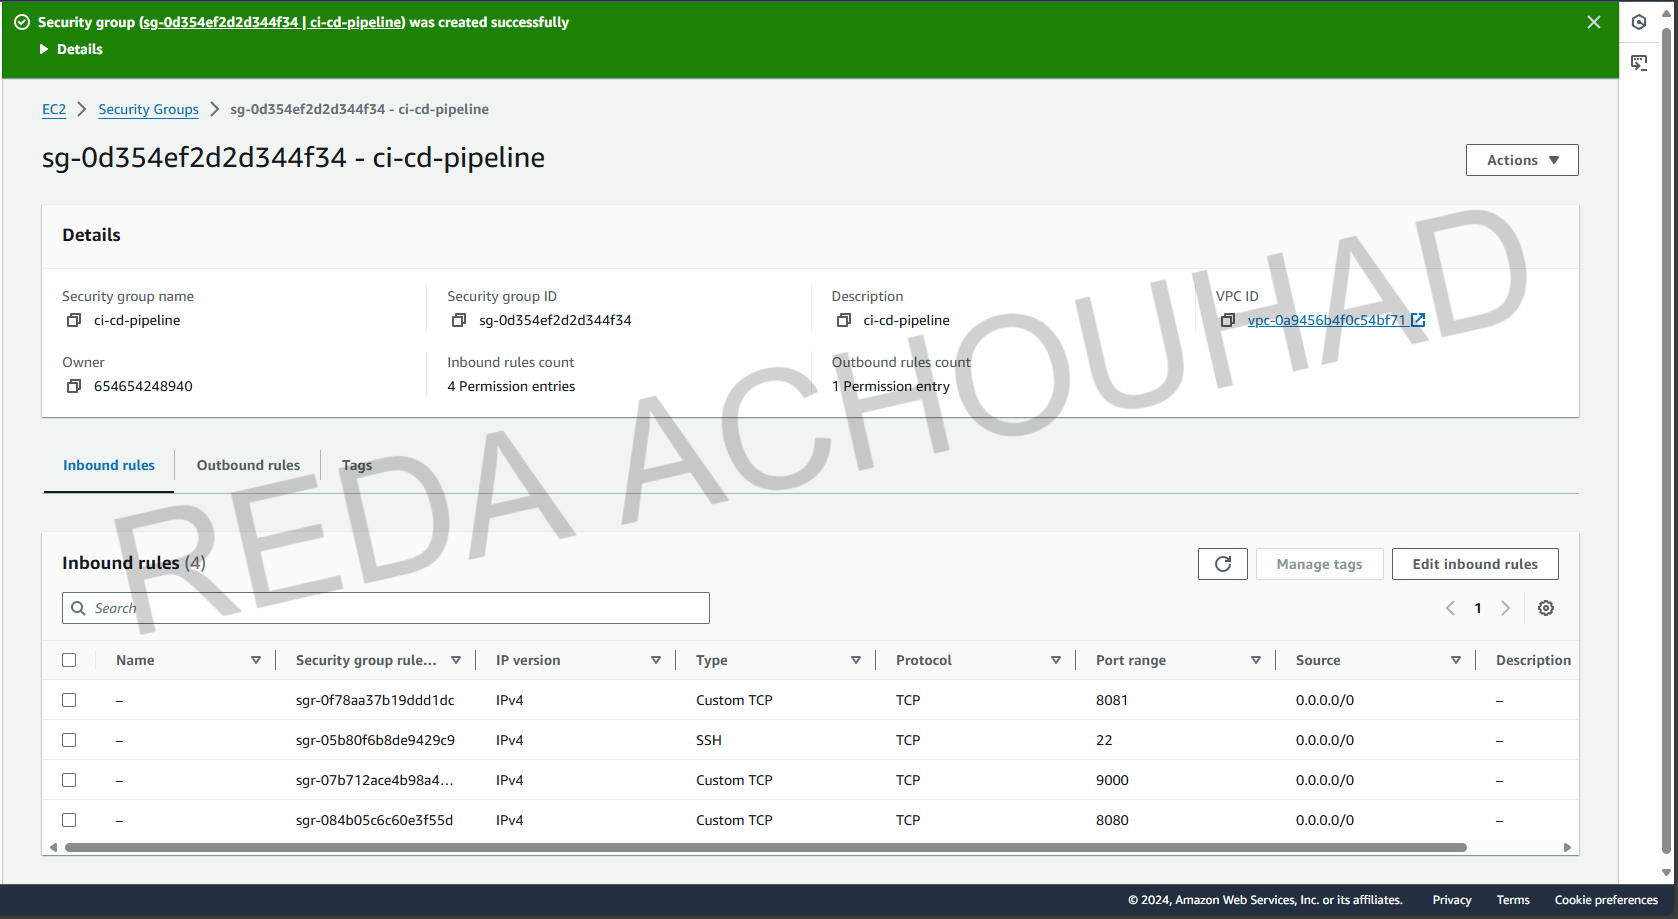 Security group (sg-0d354ef2d2d344f34 | ci-cd-pipeline) was created successfully
Details
EC2 > Security Groups > sg-0d354ef2d2d344f34 - ci-cd-pipeline
sg-0d354ef2d2d344f34 - ci-cd-pipeline
Actions
Details
Security group name Security group ID Description VPC ID
ci-cd-pipeline sg-0d354ef2d2d344f34 ci-cd-pipeline vpc-0a9456b4f0c54bf71
Owner Inbound rules count Outbound rules count
654654248940 4 Permission entries 1 Permission entry
REDA ACHOUHAD
Inbound rules Outbound rules Tags
Inbound rules (4) Manage tags Edit inbound rules
Search 1
Name Security group rule... IP version Type Protocol Port range Source Description
– sgr-0f78aa37b19ddd1dc IPv4 Custom TCP TCP 8081 0.0.0.0/0 –
– sgr-05b80f6b8de9429c9 IPv4 SSH TCP 22 0.0.0.0/0 –
– sgr-07b712ace4b98a4... IPv4 Custom TCP TCP 9000 0.0.0.0/0 –
– sgr-084b05c6c60e3f55d IPv4 Custom TCP TCP 8080 0.0.0.0/0 –
© 2024, Amazon Web Services, Inc. or its affiliates. Privacy Terms Cookie preferences